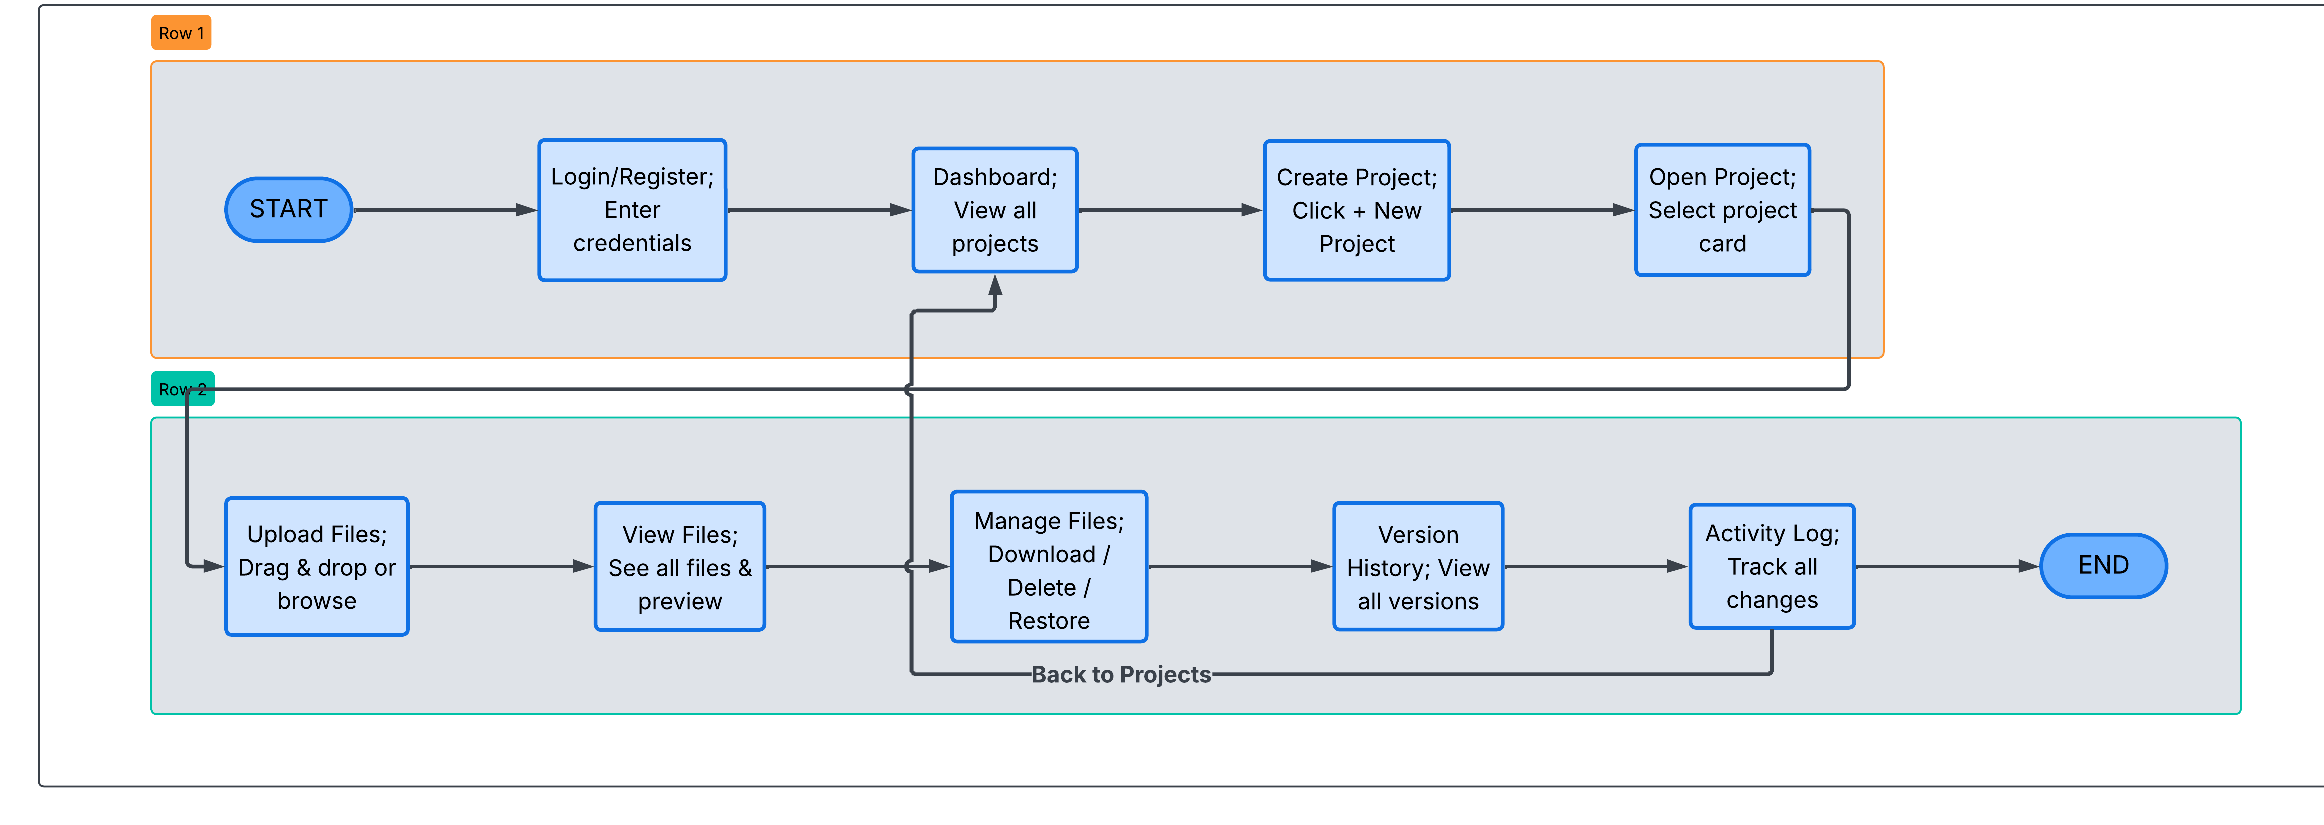 Row 1
START
Login/Register;
Enter
credentials
Dashboard;
View all
projects
Create Project;
Click + New
Project
Open Project;
Select project
card
Row 2
Upload Files;
Drag & drop or
browse
View Files;
See all files &
preview
Manage Files;
Download /
Delete /
Restore
Version
History; View
all versions
Activity Log;
Track all
changes
END
Back to Projects